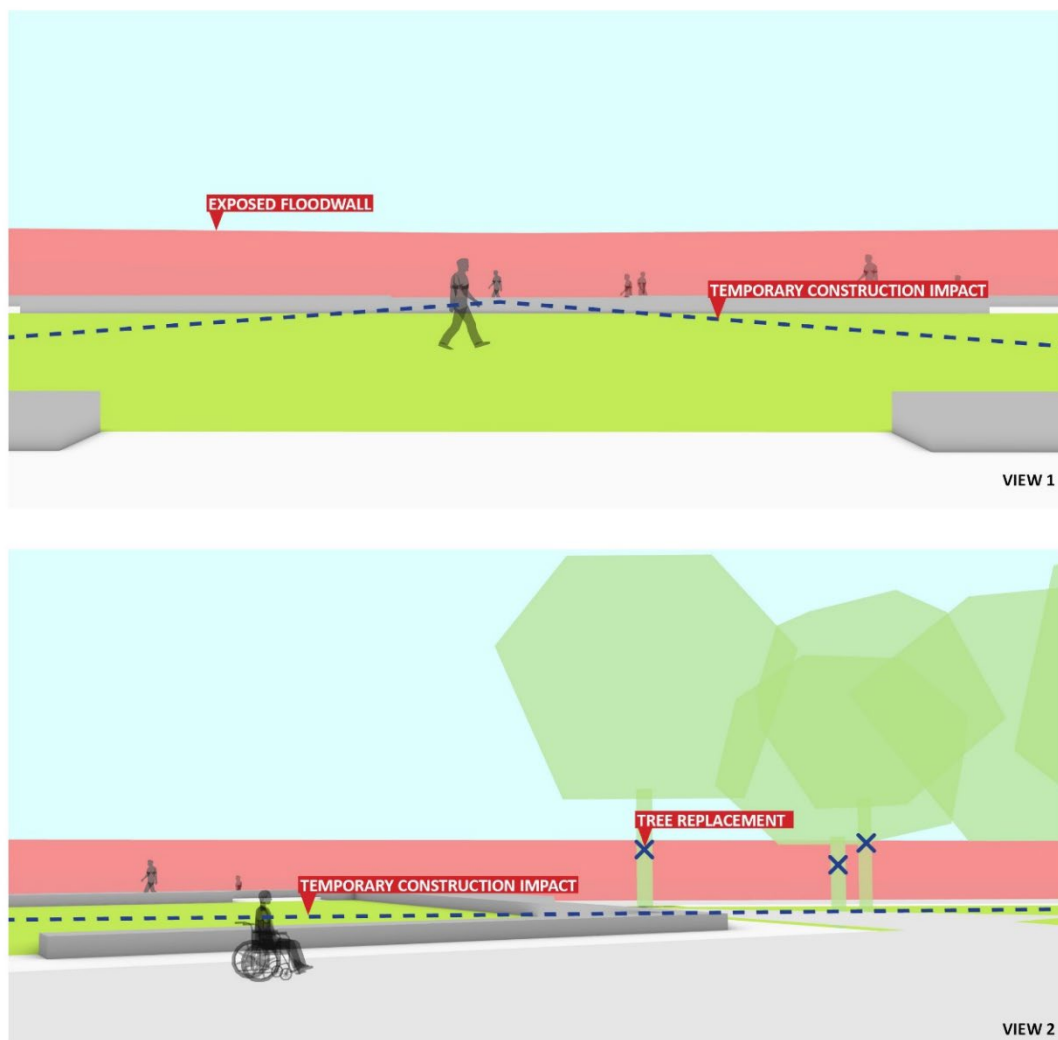 EXPOSED FLOODWALL
TEMPORARY CONSTRUCTION IMPACT
VIEW 1
TREE REPLACEMENT
TEMPORARY CONSTRUCTION IMPACT
VIEW 2